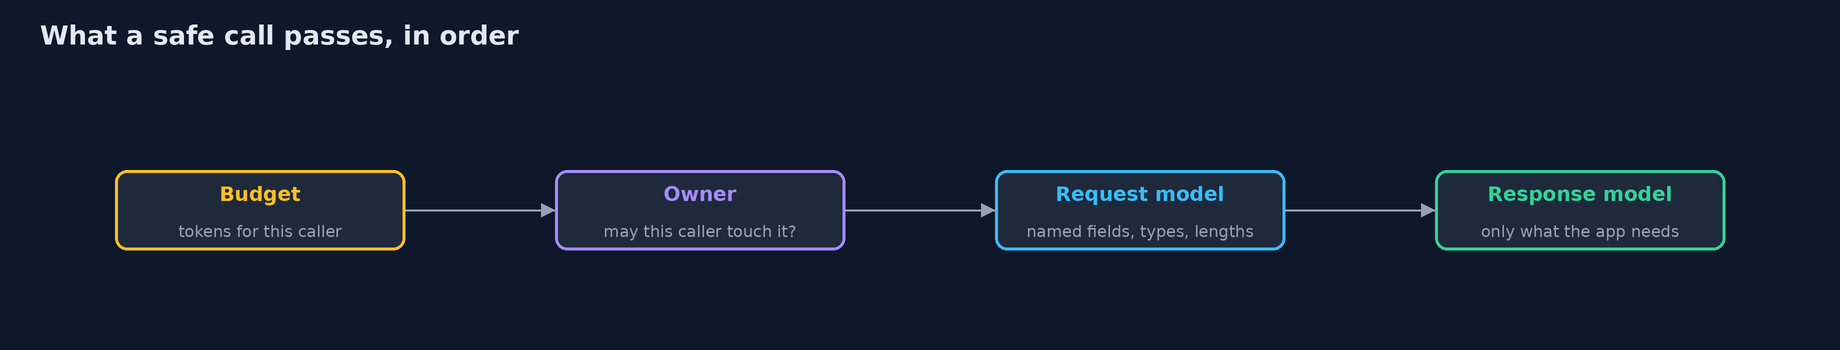 What a safe call passes, in order
Budget
tokens for this caller
Owner
may this caller touch it?
Request model
named fields, types, lengths
Response model
only what the app needs